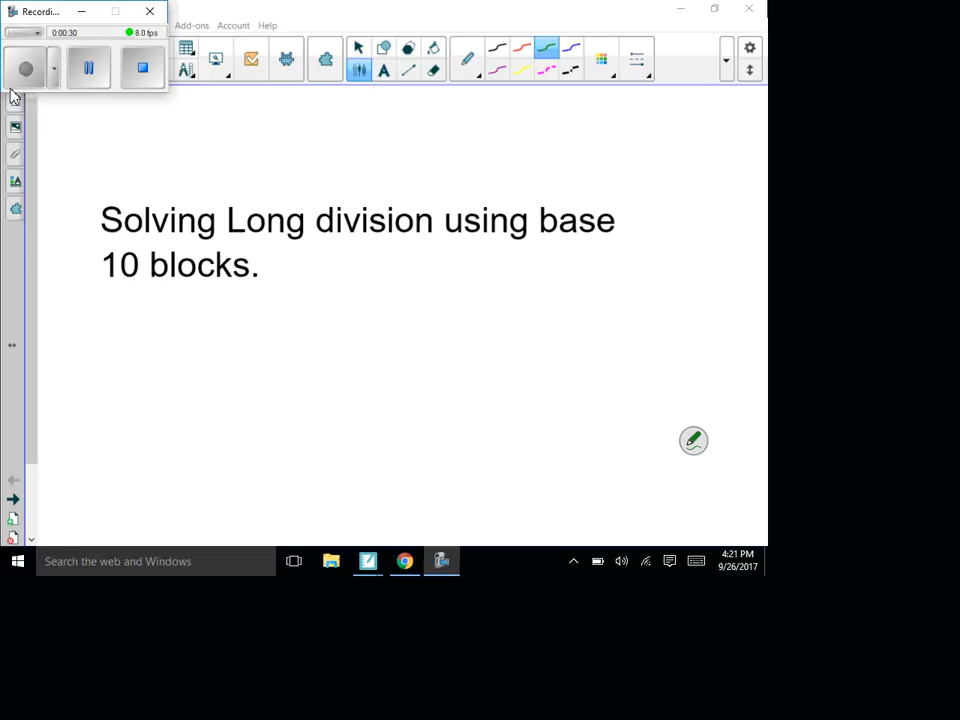 Recordi...
Add-ons Account Help
Menu
0:00:30
8.0 fps
A
Solving Long division using base
10 blocks.
Search the web and Windows
4:21 PM
9/26/2017